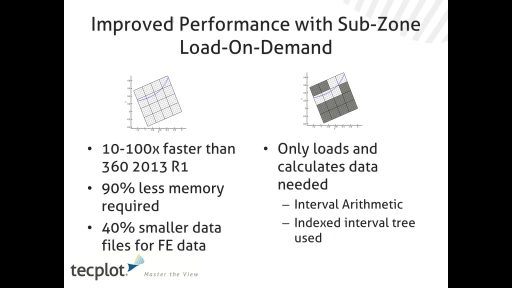 Improved Performance with Sub-Zone
Load-On-Demand
• 10-100x faster than
360 2013 R1
• 90% less memory
required
• 40% smaller data
files for FE data
• Only loads and
calculates data
needed
– Interval Arithmetic
– Indexed interval tree
used
tecplot
Master the View